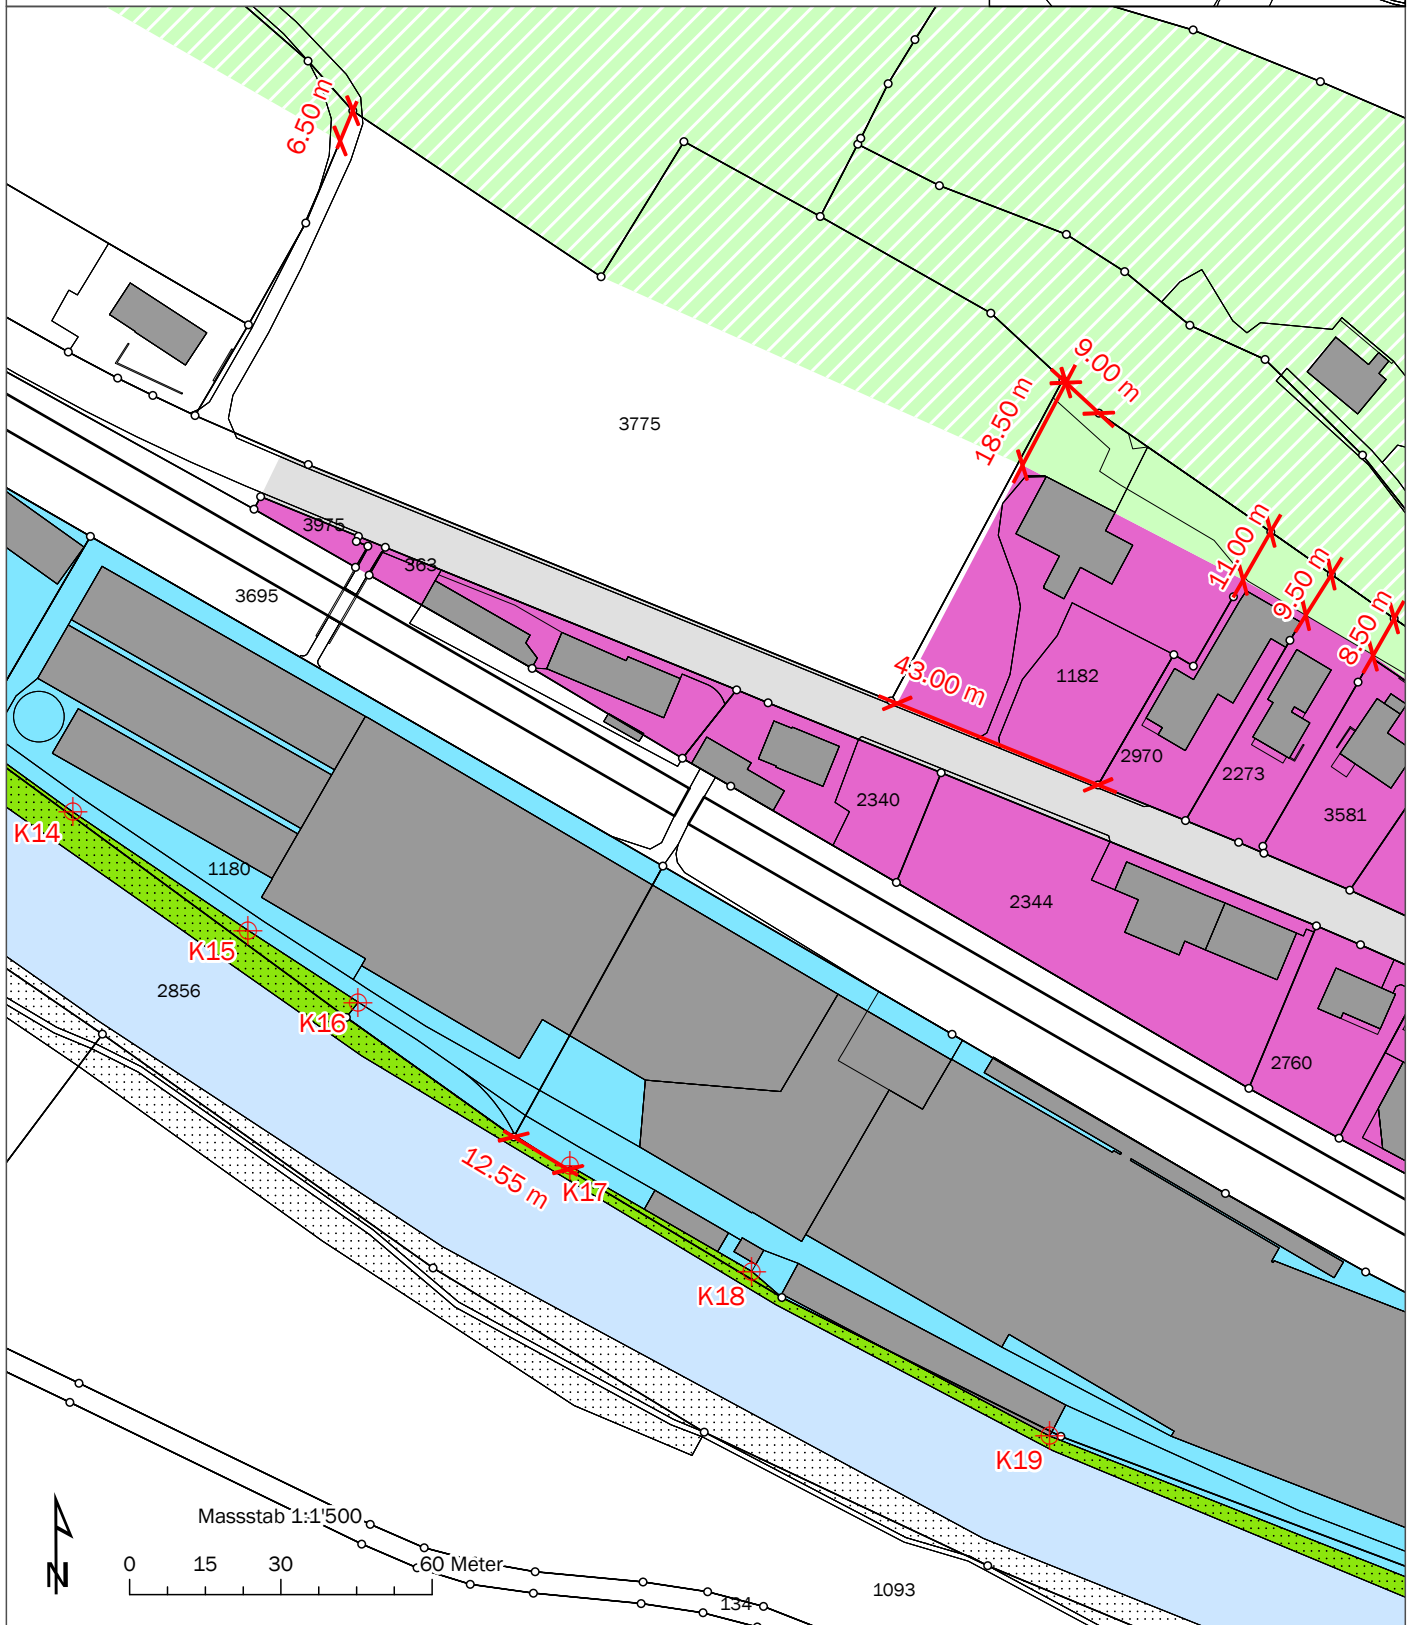 6.50 m
9.00 m
18.50 m
3775
3975
363
11.00 m
9.50 m
8.50 m
3695
43.00 m
1182
2970
2273
2340
3581
K14
1180
2344
K15
2856
K16
2760
12.55 m
K17
K18
K19
Massstab 1:1'500
N
0 15 30 60 Meter
134
1093